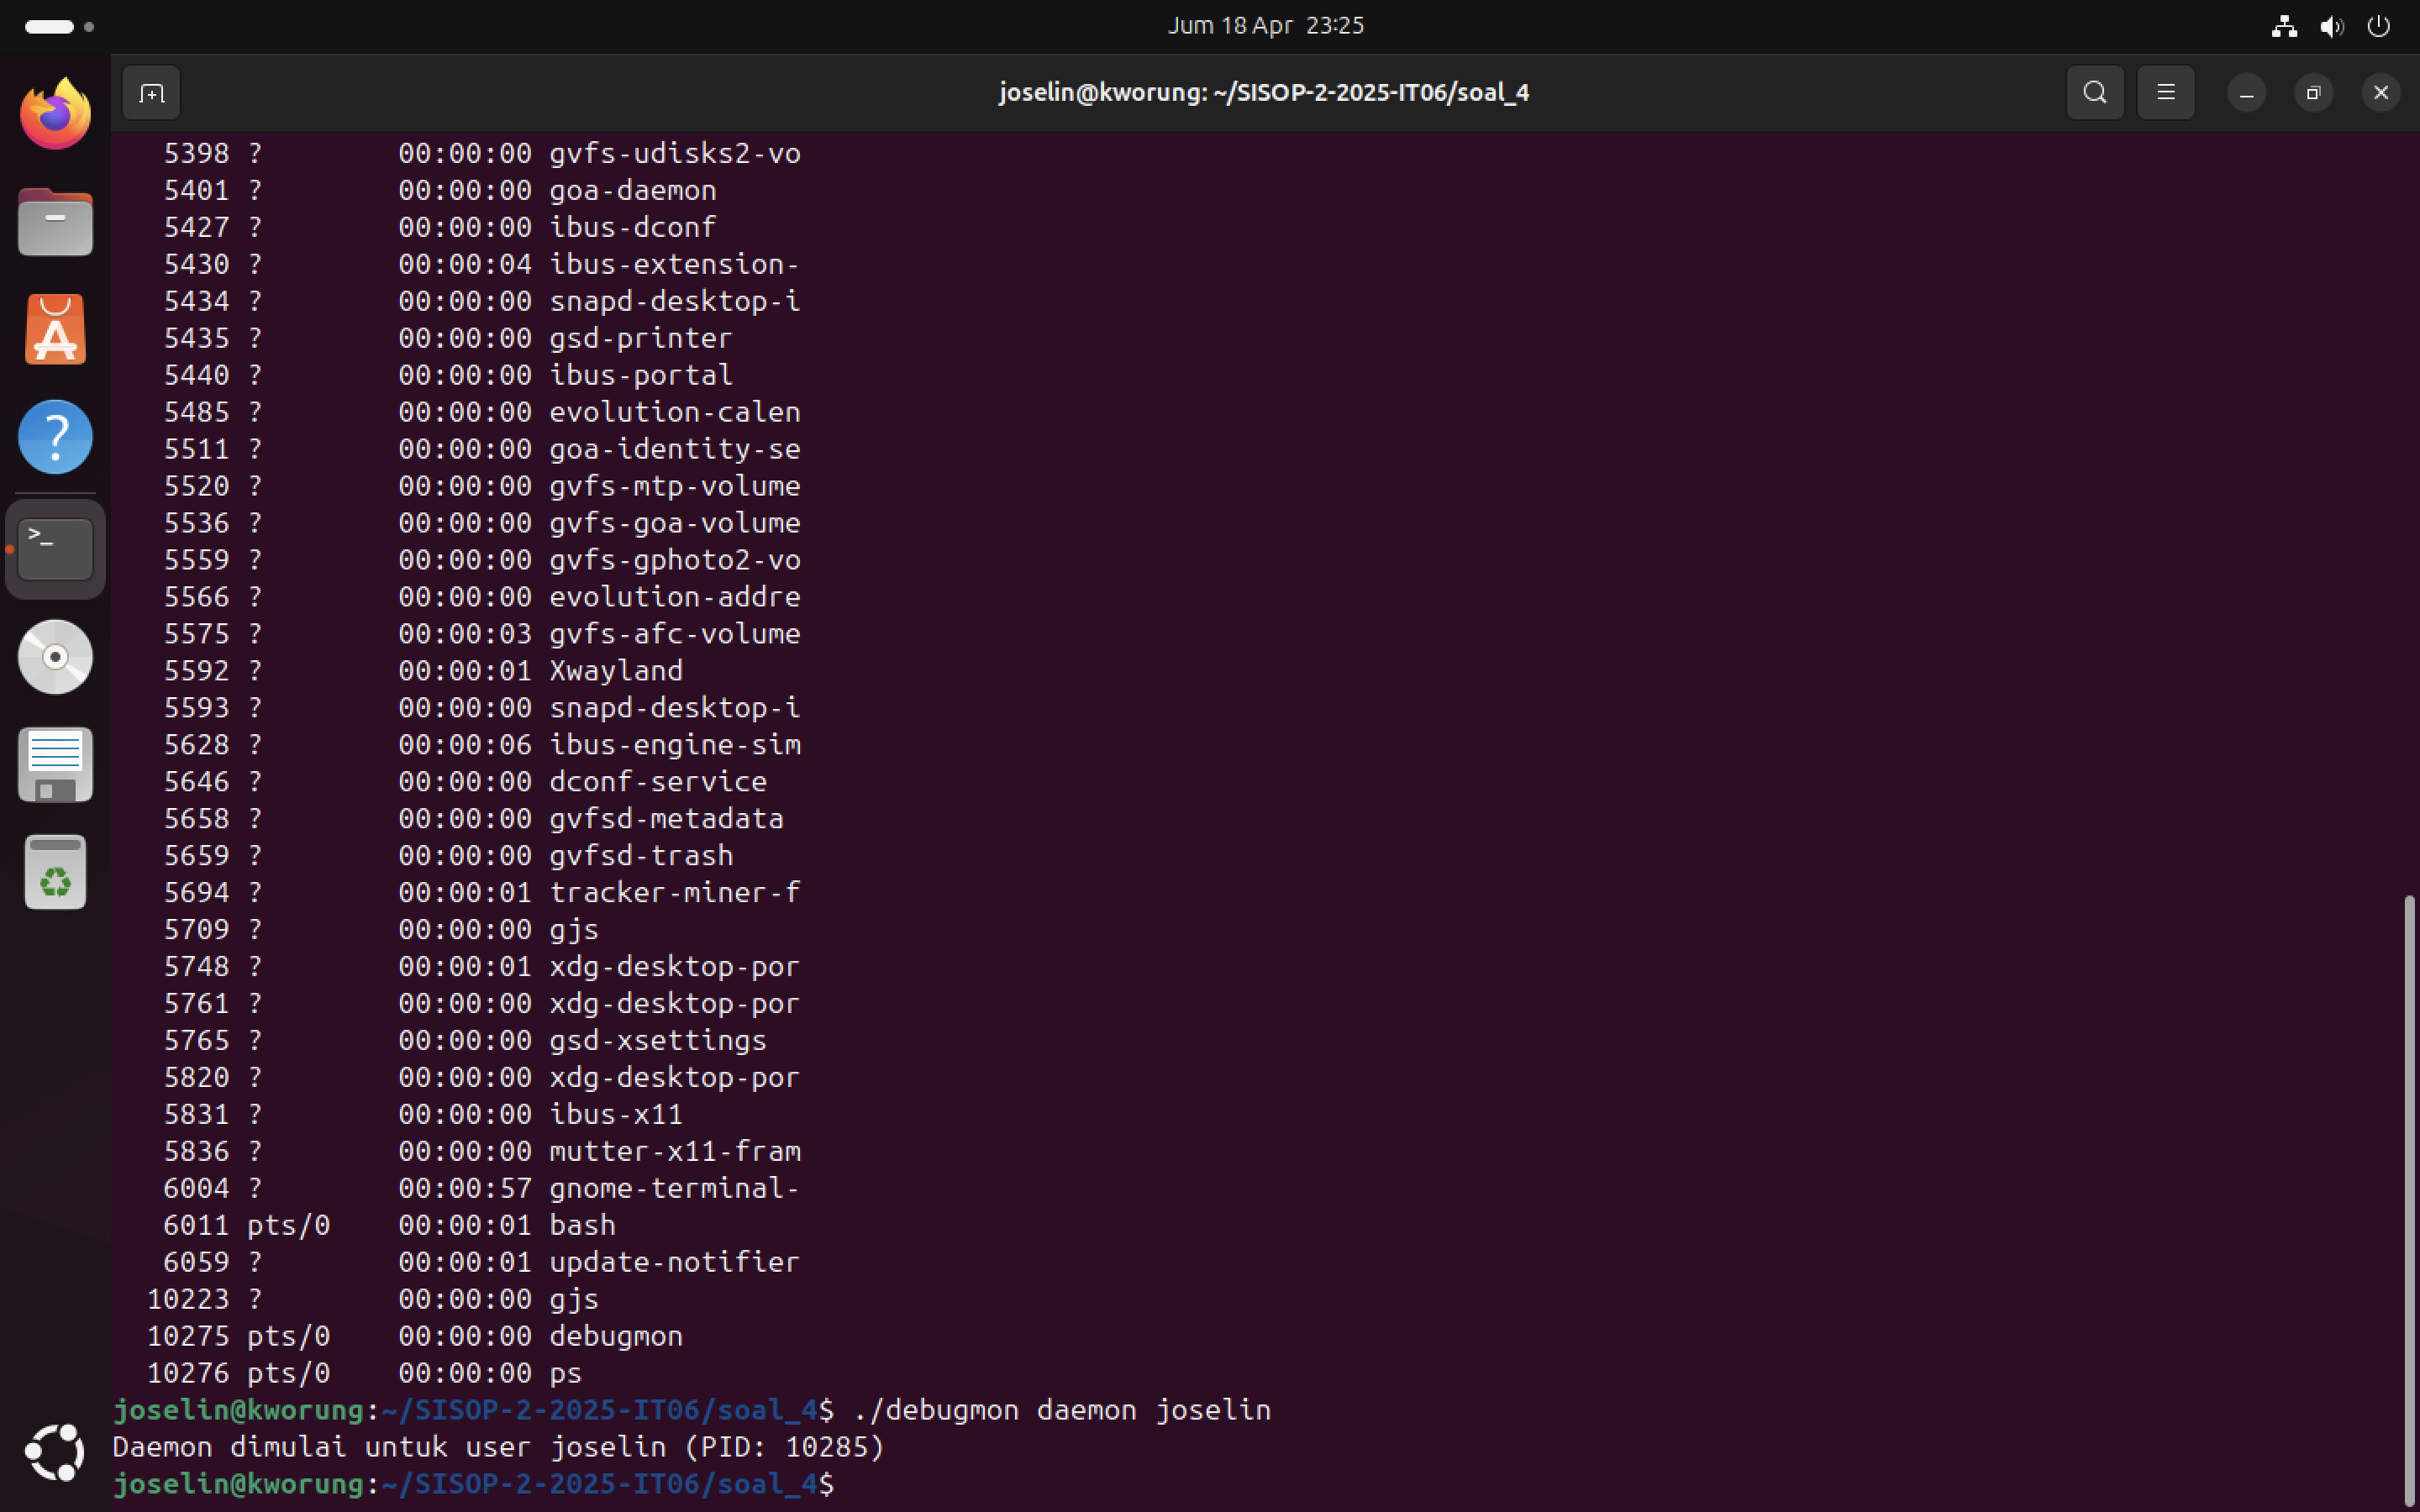 Jum 18 Apr 23:25
joselin@kworung: ~/SISOP-2-2025-IT06/soal_4
5398 ? 00:00:00 gvfs-udisks2-vo
5401 ? 00:00:00 goa-daemon
5427 ? 00:00:00 ibus-dconf
5430 ? 00:00:04 ibus-extension-
5434 ? 00:00:00 snapd-desktop-i
5435 ? 00:00:00 gsd-printer
5440 ? 00:00:00 ibus-portal
5485 ? 00:00:00 evolution-calen
5511 ? 00:00:00 goa-identity-se
5520 ? 00:00:00 gvfs-mtp-volume
5536 ? 00:00:00 gvfs-goa-volume
5559 ? 00:00:00 gvfs-gphoto2-vo
5566 ? 00:00:00 evolution-addre
5575 ? 00:00:03 gvfs-afc-volume
5592 ? 00:00:01 Xwayland
5593 ? 00:00:00 snapd-desktop-i
5628 ? 00:00:06 ibus-engine-sim
5646 ? 00:00:00 dconf-service
5658 ? 00:00:00 gvfsd-metadata
5659 ? 00:00:00 gvfsd-trash
5694 ? 00:00:01 tracker-miner-f
5709 ? 00:00:00 gjs
5748 ? 00:00:01 xdg-desktop-por
5761 ? 00:00:00 xdg-desktop-por
5765 ? 00:00:00 gsd-xsettings
5820 ? 00:00:00 xdg-desktop-por
5831 ? 00:00:00 ibus-x11
5836 ? 00:00:00 mutter-x11-fram
6004 ? 00:00:57 gnome-terminal-
6011 pts/0 00:00:01 bash
6059 ? 00:00:01 update-notifier
10223 ? 00:00:00 gjs
10275 pts/0 00:00:00 debugmon
10276 pts/0 00:00:00 ps
joselin@kworung:~/SISOP-2-2025-IT06/soal_4$ ./debugmon daemon joselin
Daemon dimulai untuk user joselin (PID: 10285)
joselin@kworung:~/SISOP-2-2025-IT06/soal_4$